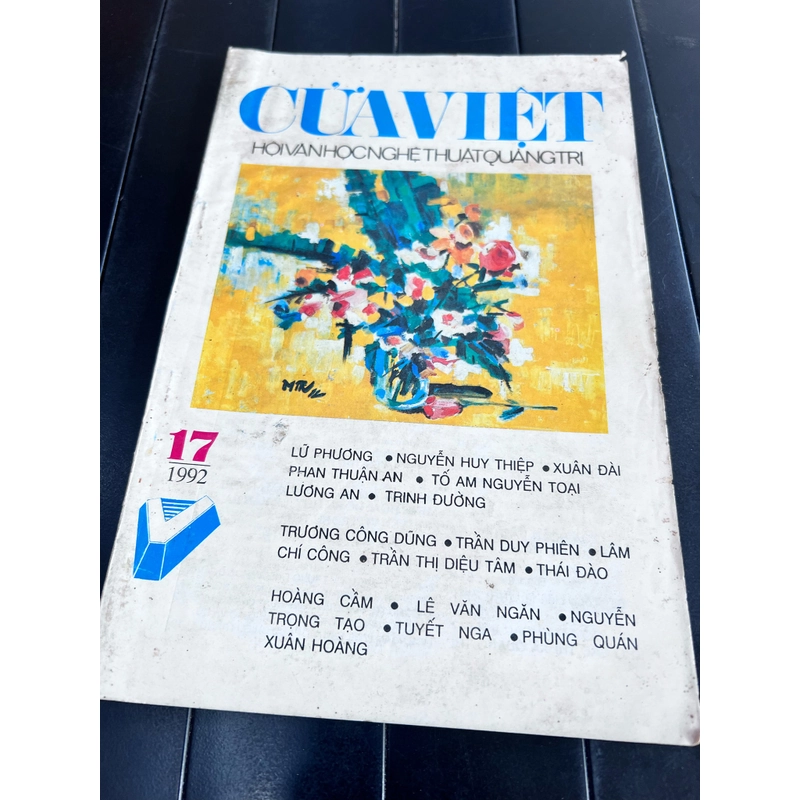 CỬA VIỆT
HỘI VĂN HỌC NGHỆ THUẬT QUẢNG TRỊ
17
1992
LỮ PHƯƠNG ● NGUYỄN HUY THIỆP ● XUÂN ĐÀI
PHAN THUẬN AN ● TỐ AM NGUYỄN TOẠI
LƯƠNG AN ● TRINH ĐƯỜNG
TRƯƠNG CÔNG DŨNG ● TRẦN DUY PHIÊN ● LÂM
CHÍ CÔNG ● TRẦN THỊ DIỆU TÂM ● THÁI ĐÀO
HOÀNG CẦM ● LÊ VĂN NGĂN ● NGUYỄN
TRỌNG TẠO ● TUYẾT NGA ● PHÙNG QUÁN
XUÂN HOÀNG